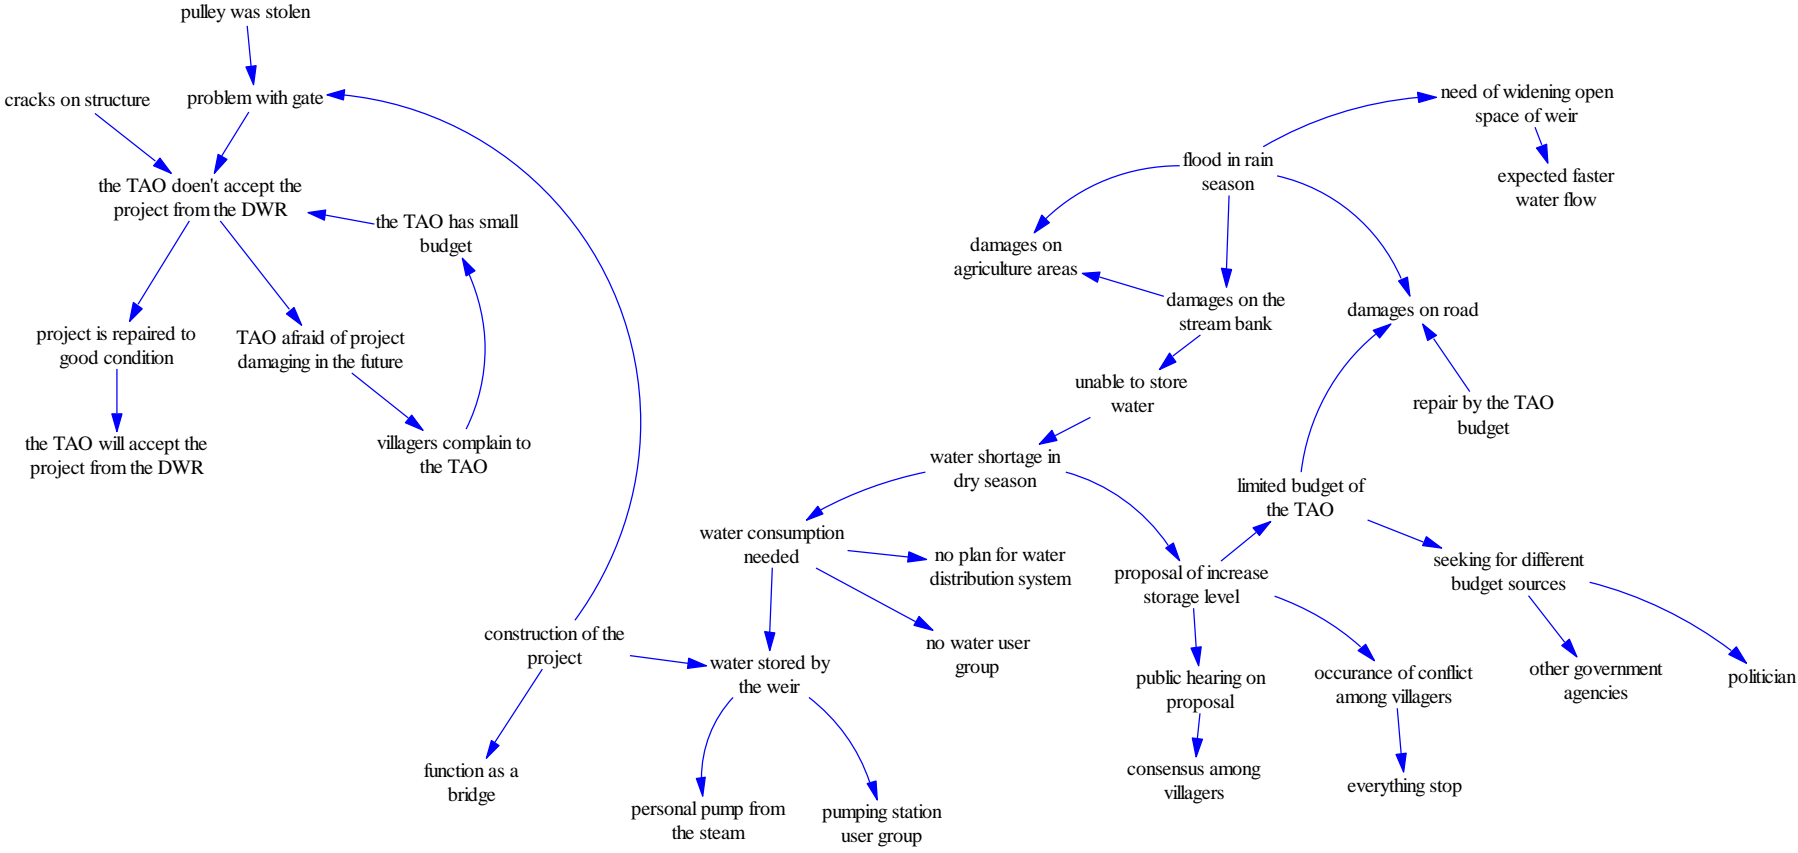 pulley was stolen
cracks on structure
problem with gate
the TAO doen't accept the
project from the DWR
the TAO has small
budget
project is repaired to
good condition
TAO afraid of project
damaging in the future
the TAO will accept the
project from the DWR
villagers complain to
the TAO
need of widening open
space of weir
flood in rain
season
expected faster
water flow
damages on
agriculture areas
damages on the
stream bank
damages on road
unable to store
water
repair by the TAO
budget
water shortage in
dry season
limited budget of
the TAO
water consumption
needed
no plan for water
distribution system
proposal of increase
storage level
seeking for different
budget sources
construction of the
project
water stored by
the weir
no water user
group
public hearing on
proposal
occurance of conflict
among villagers
other government
agencies
politician
function as a
bridge
personal pump from
the steam
pumping station
user group
consensus among
villagers
everything stop